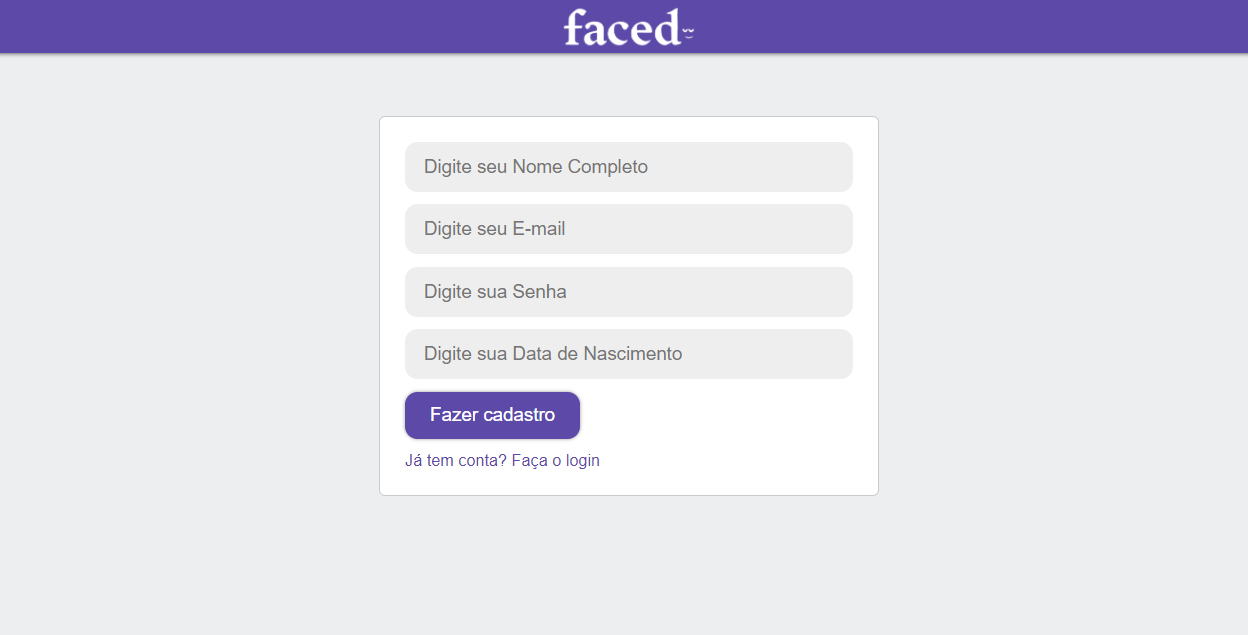 faced
Digite seu Nome Completo
Digite seu E-mail
Digite sua Senha
Digite sua Data de Nascimento
Fazer cadastro
Já tem conta? Faça o login